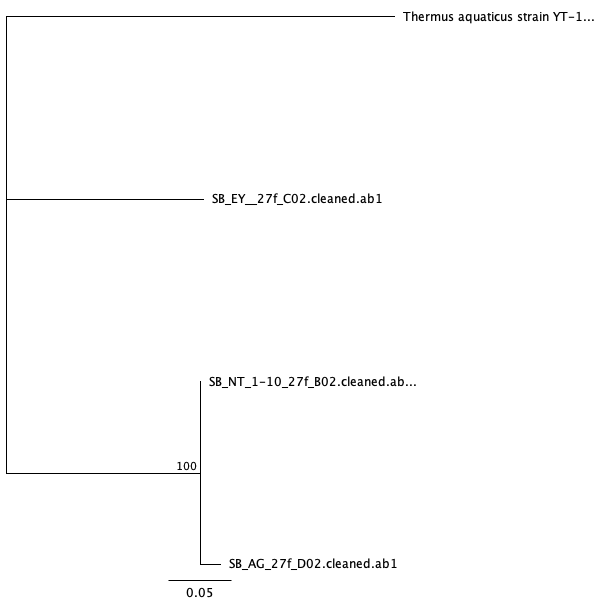 Thermus aquaticus strain YT-1...
SB_EY__27f_C02.cleaned.ab1
SB_NT_1-10_27f_B02.cleaned.ab...
100
SB_AG_27f_D02.cleaned.ab1
0.05